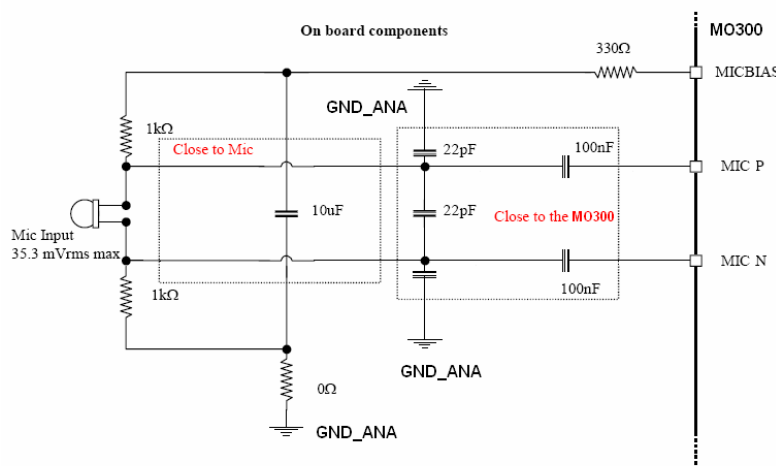 On board components
MO300
330Ω
MICBIAS
GND_ANA
1kΩ
Close to Mic
22pF
100nF
MIC P
10uF
22pF
Close to the MO300
Mic Input
35.3 mVrms max
MIC N
1kΩ
100nF
GND_ANA
0Ω
GND_ANA